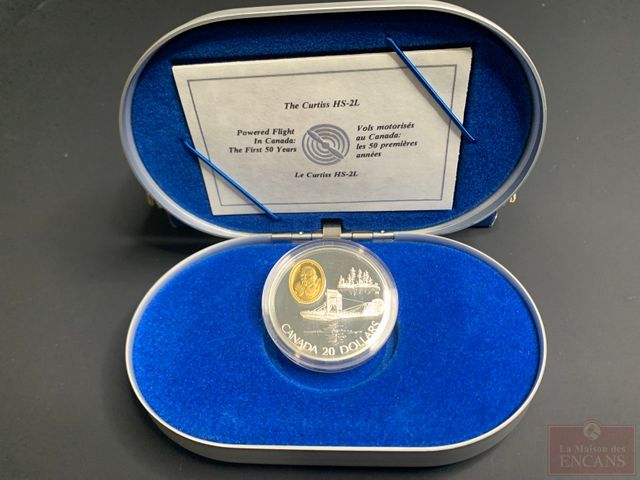 The Curtiss HS-2L
Powered Flight
In Canada:
The First 50 Years
Vols motorisés
au Canada:
les 50 premières
années
Le Curtiss HS-2L
CANADA 20 DOLLARS
La Maison des
ENCANS